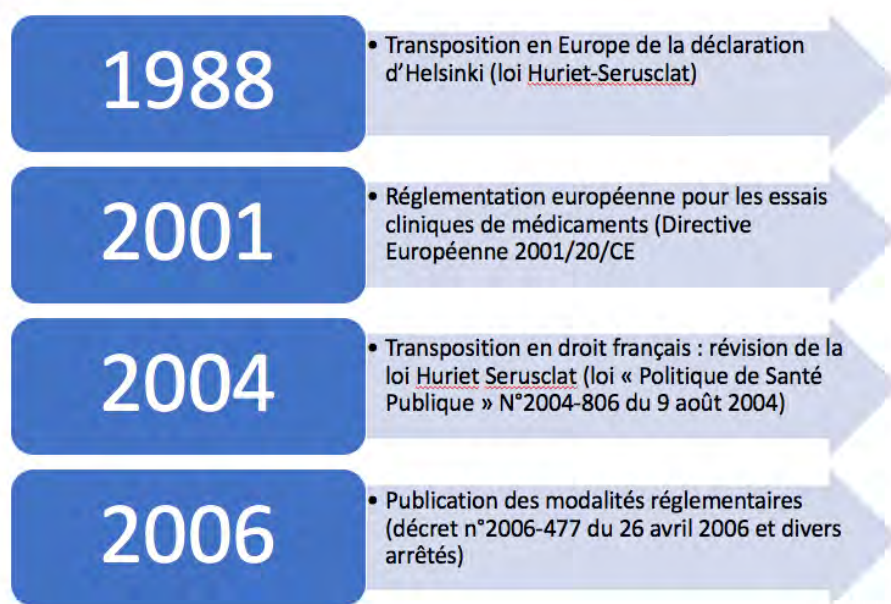 1988
• Transposition en Europe de la déclaration
d'Helsinki (loi Huriet-Serusclat)
2001
• Réglementation européenne pour les essais
cliniques de médicaments (Directive
Européenne 2001/20/CE
2004
• Transposition en droit français : révision de la
loi Huriet Serusclat (loi « Politique de Santé
Publique » N°2004-806 du 9 août 2004)
2006
• Publication des modalités réglementaires
(décret n°2006-477 du 26 avril 2006 et divers
arrêtés)